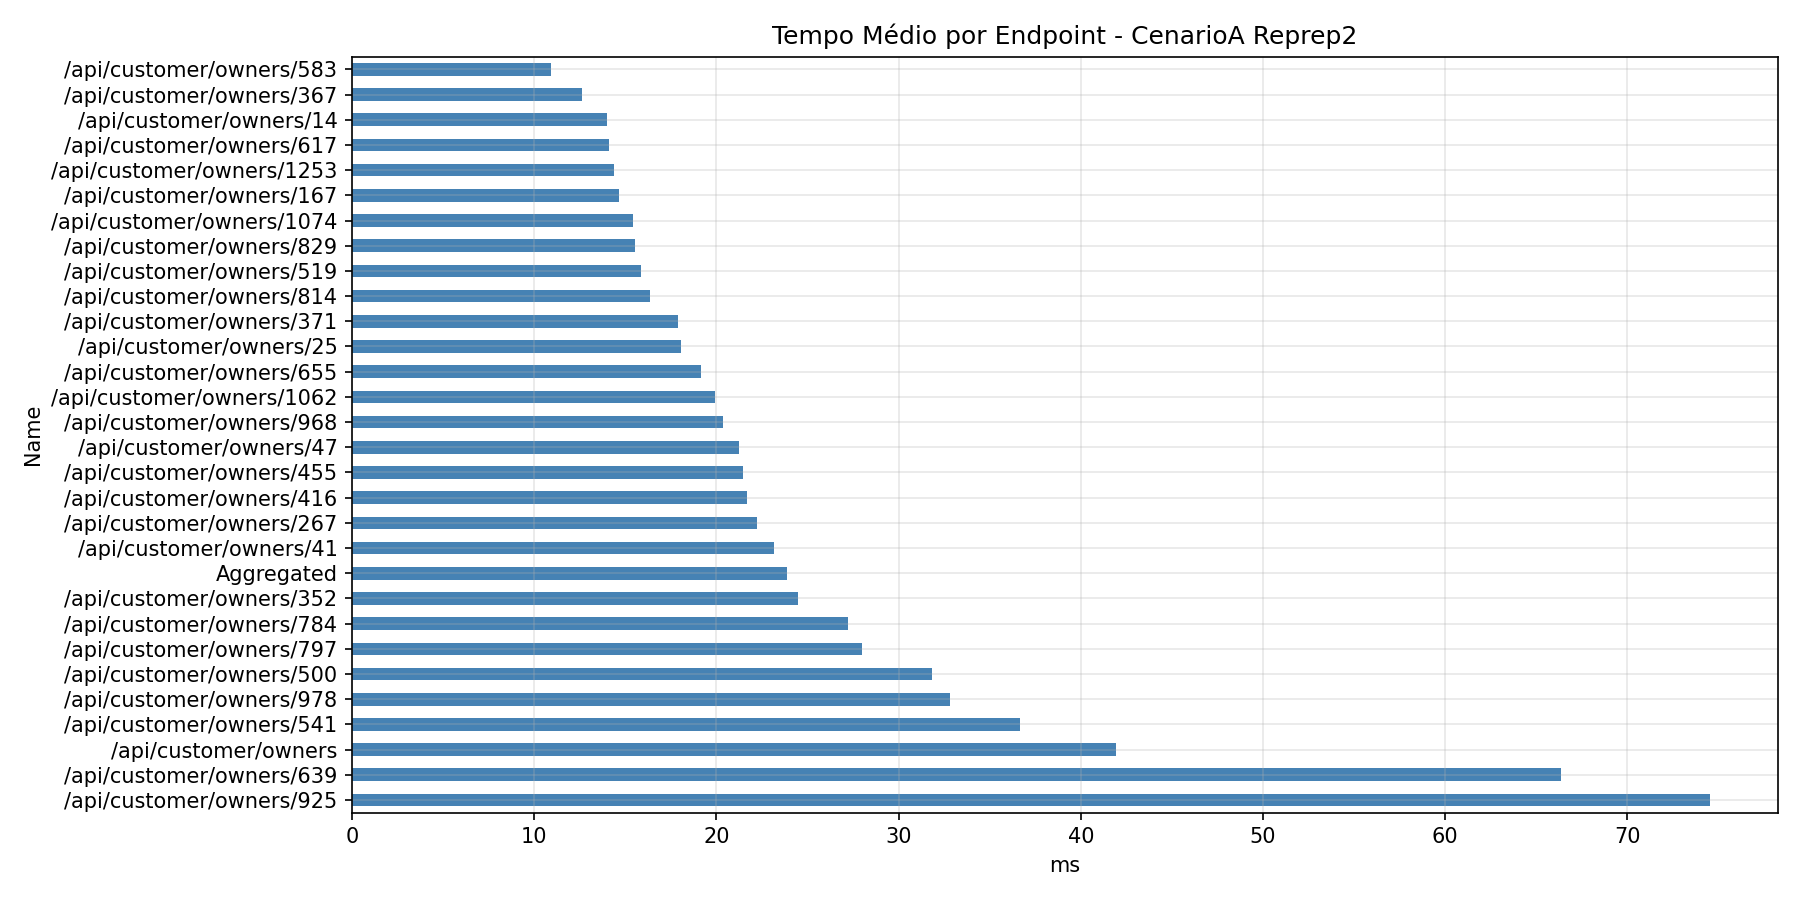 Tempo Médio por Endpoint - CenarioA Reprep2
/api/customer/owners/583
/api/customer/owners/367
/api/customer/owners/14
/api/customer/owners/617
/api/customer/owners/1253
/api/customer/owners/167
/api/customer/owners/1074
/api/customer/owners/829
/api/customer/owners/519
/api/customer/owners/814
/api/customer/owners/371
/api/customer/owners/25
/api/customer/owners/655
/api/customer/owners/1062
/api/customer/owners/968
/api/customer/owners/47
/api/customer/owners/455
/api/customer/owners/416
/api/customer/owners/267
/api/customer/owners/41
Aggregated
/api/customer/owners/352
/api/customer/owners/784
/api/customer/owners/797
/api/customer/owners/500
/api/customer/owners/978
/api/customer/owners/541
/api/customer/owners
/api/customer/owners/639
/api/customer/owners/925
Name
0 10 20 30 40 50 60 70
ms